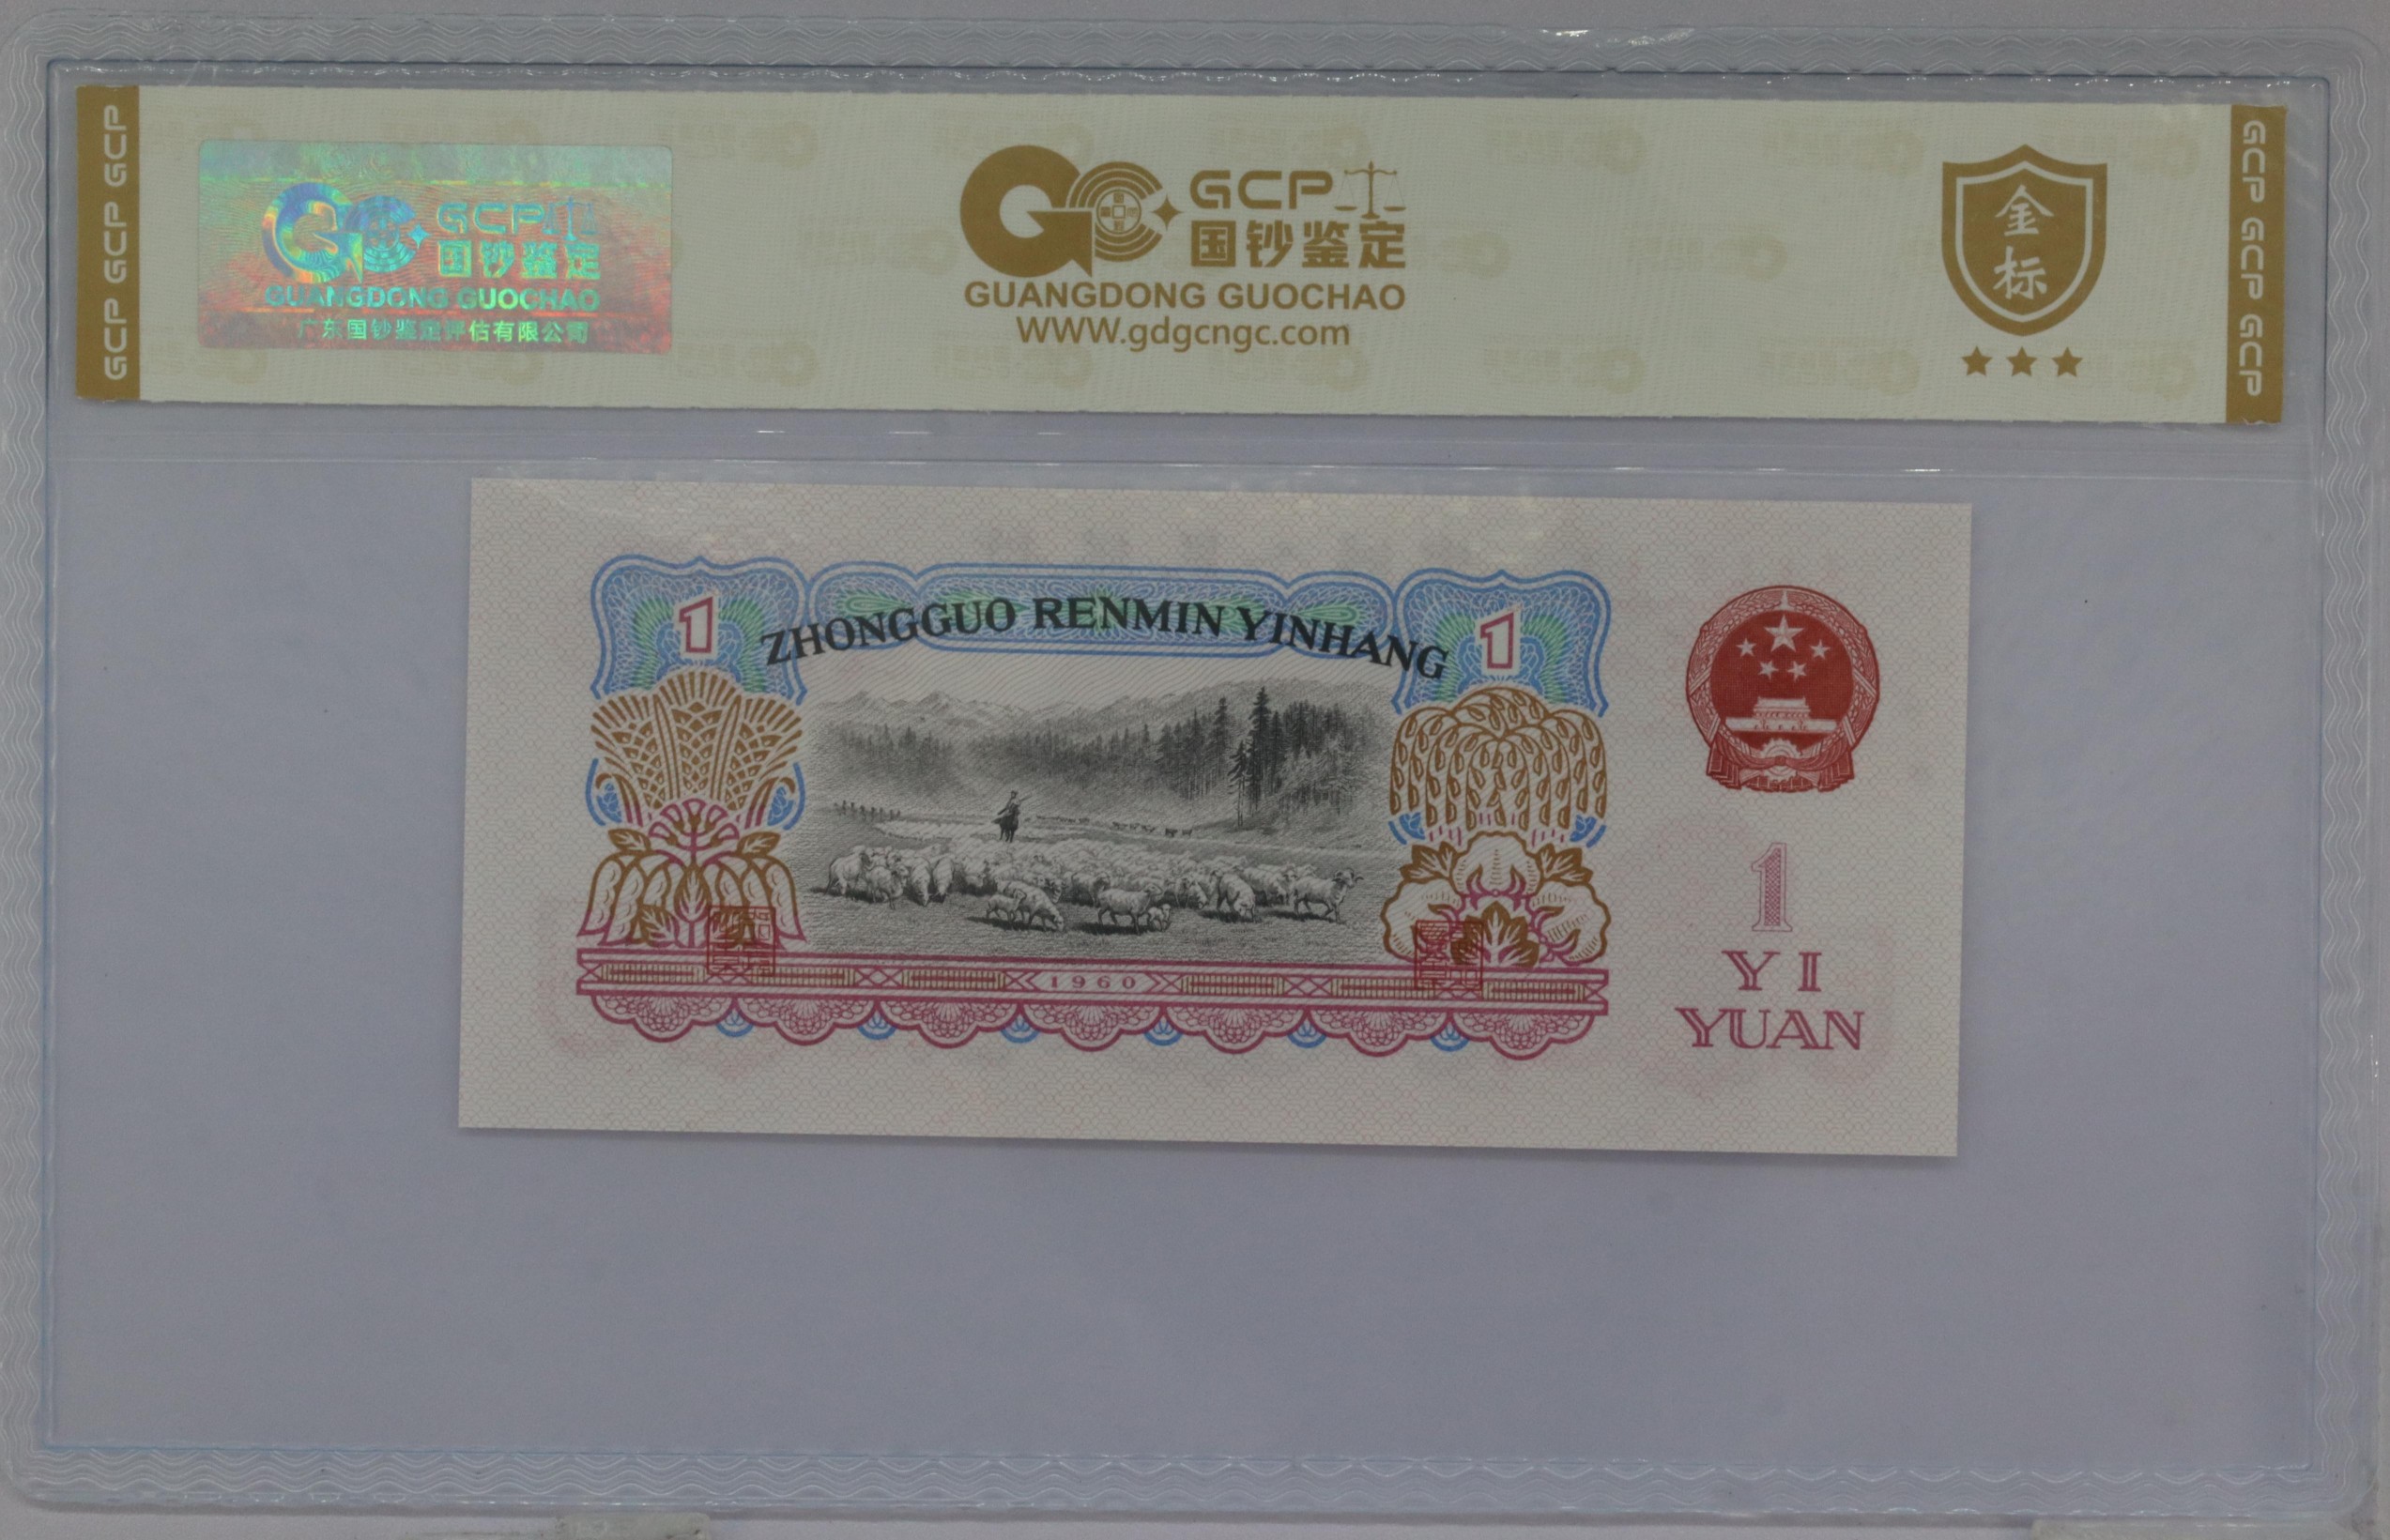 GCP GCP GCP
GCP
国钞鉴定
GUANGDONG GUOCHAO
广东国钞鉴定评估有限公司
GCP
国钞鉴定
GUANGDONG GUOCHAO
WWW.gdgcngc.com
金
标
GCP GCP GCP
1
ZHONGGUO RENMIN YINHANG
1
1960
1
YI
YUAN